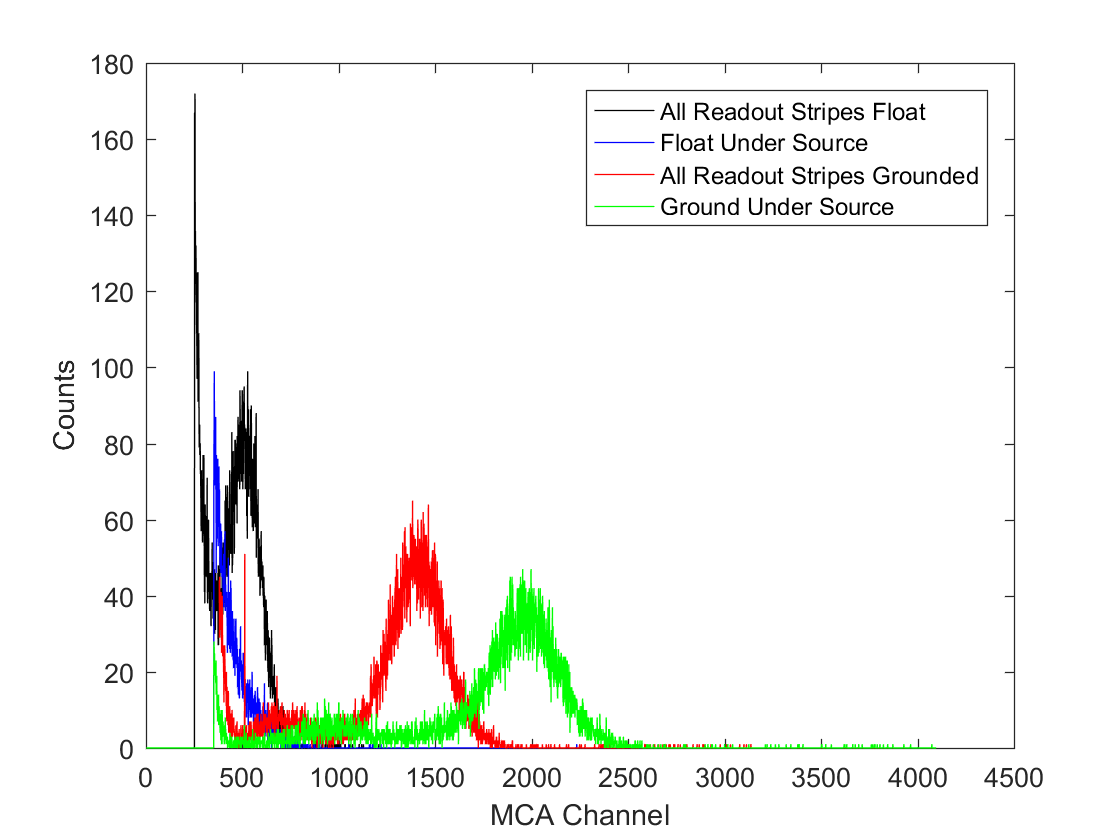 180
160
140
120
100
80
60
40
20
0
Counts
All Readout Stripes Float
Float Under Source
All Readout Stripes Grounded
Ground Under Source
0 500 1000 1500 2000 2500 3000 3500 4000 4500
MCA Channel